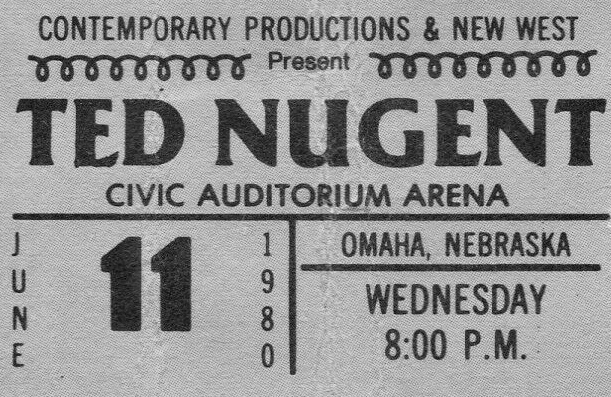 CONTEMPORARY PRODUCTIONS & NEW WEST
Present
TED NUGENT
CIVIC AUDITORIUM ARENA
JUNE
11
1980
OMAHA, NEBRASKA
WEDNESDAY
8:00 P.M.